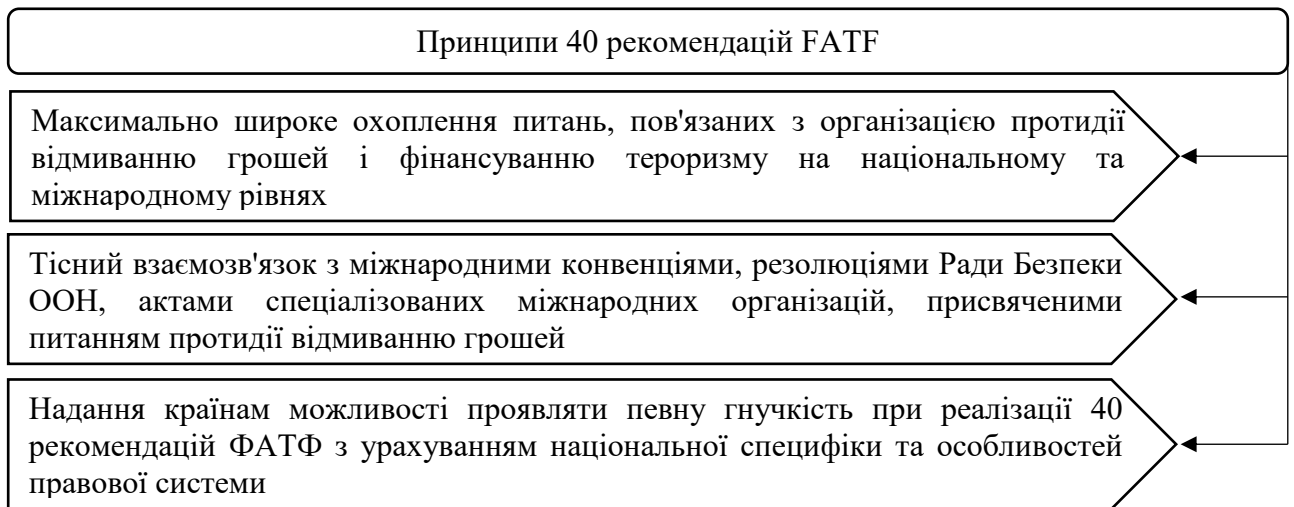 Принципи 40 рекомендацій FATF
Максимально широке охоплення питань, пов'язаних з організацією протидії
відмиванню грошей і фінансуванню тероризму на національному та
міжнародному рівнях
Тісний взаємозв'язок з міжнародними конвенціями, резолюціями Ради Безпеки
ООН, актами спеціалізованих міжнародних організацій, присвяченими
питанням протидії відмиванню грошей
Надання країнам можливості проявляти певну гнучкість при реалізації 40
рекомендацій ФАТФ з урахуванням національної специфіки та особливостей
правової системи